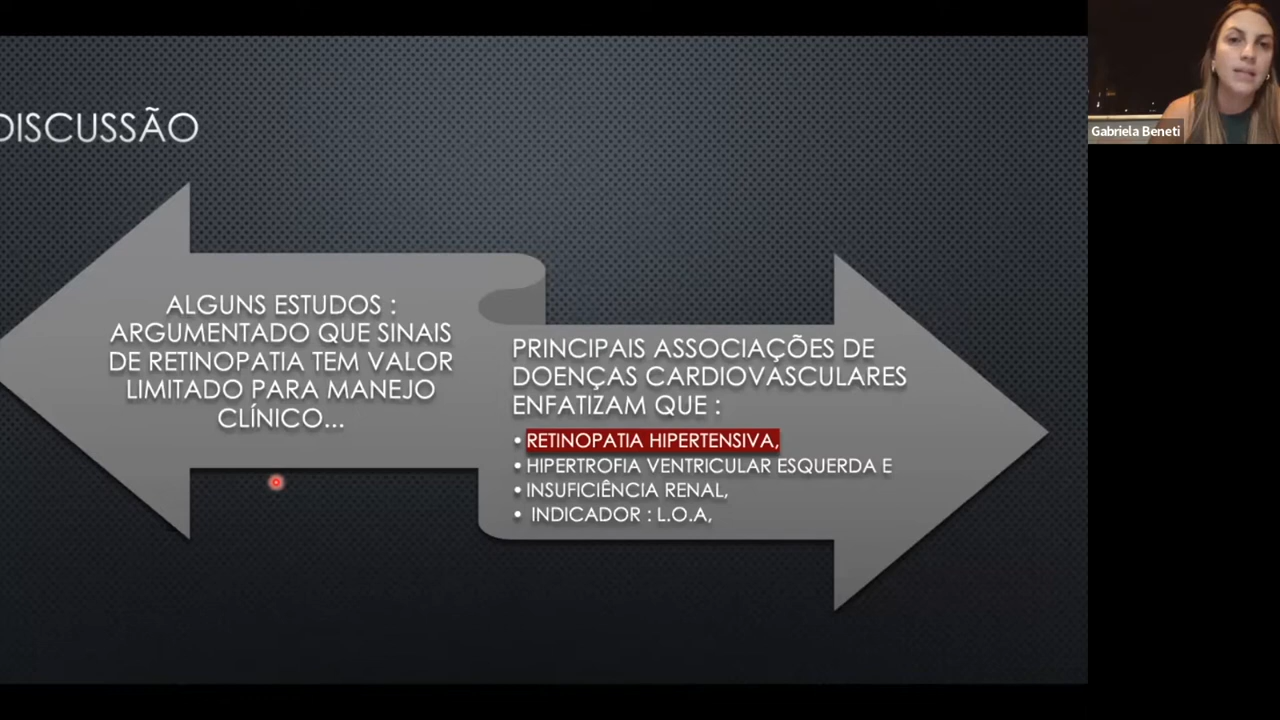 DISCUSSÃO
ALGUNS ESTUDOS :
ARGUMENTADO QUE SINAIS
DE RETINOPATIA TEM VALOR
LIMITADO PARA MANEJO
CLÍNICO...
PRINCIPAIS ASSOCIAÇÕES DE
DOENÇAS CARDIOVASCULARES
ENFATIZAM QUE :
• RETINOPATIA HIPERTENSIVA,
• HIPERTROFIA VENTRICULAR ESQUERDA E
• INSUFICIÊNCIA RENAL,
• INDICADOR : L.O.A,
Gabriela Beneti